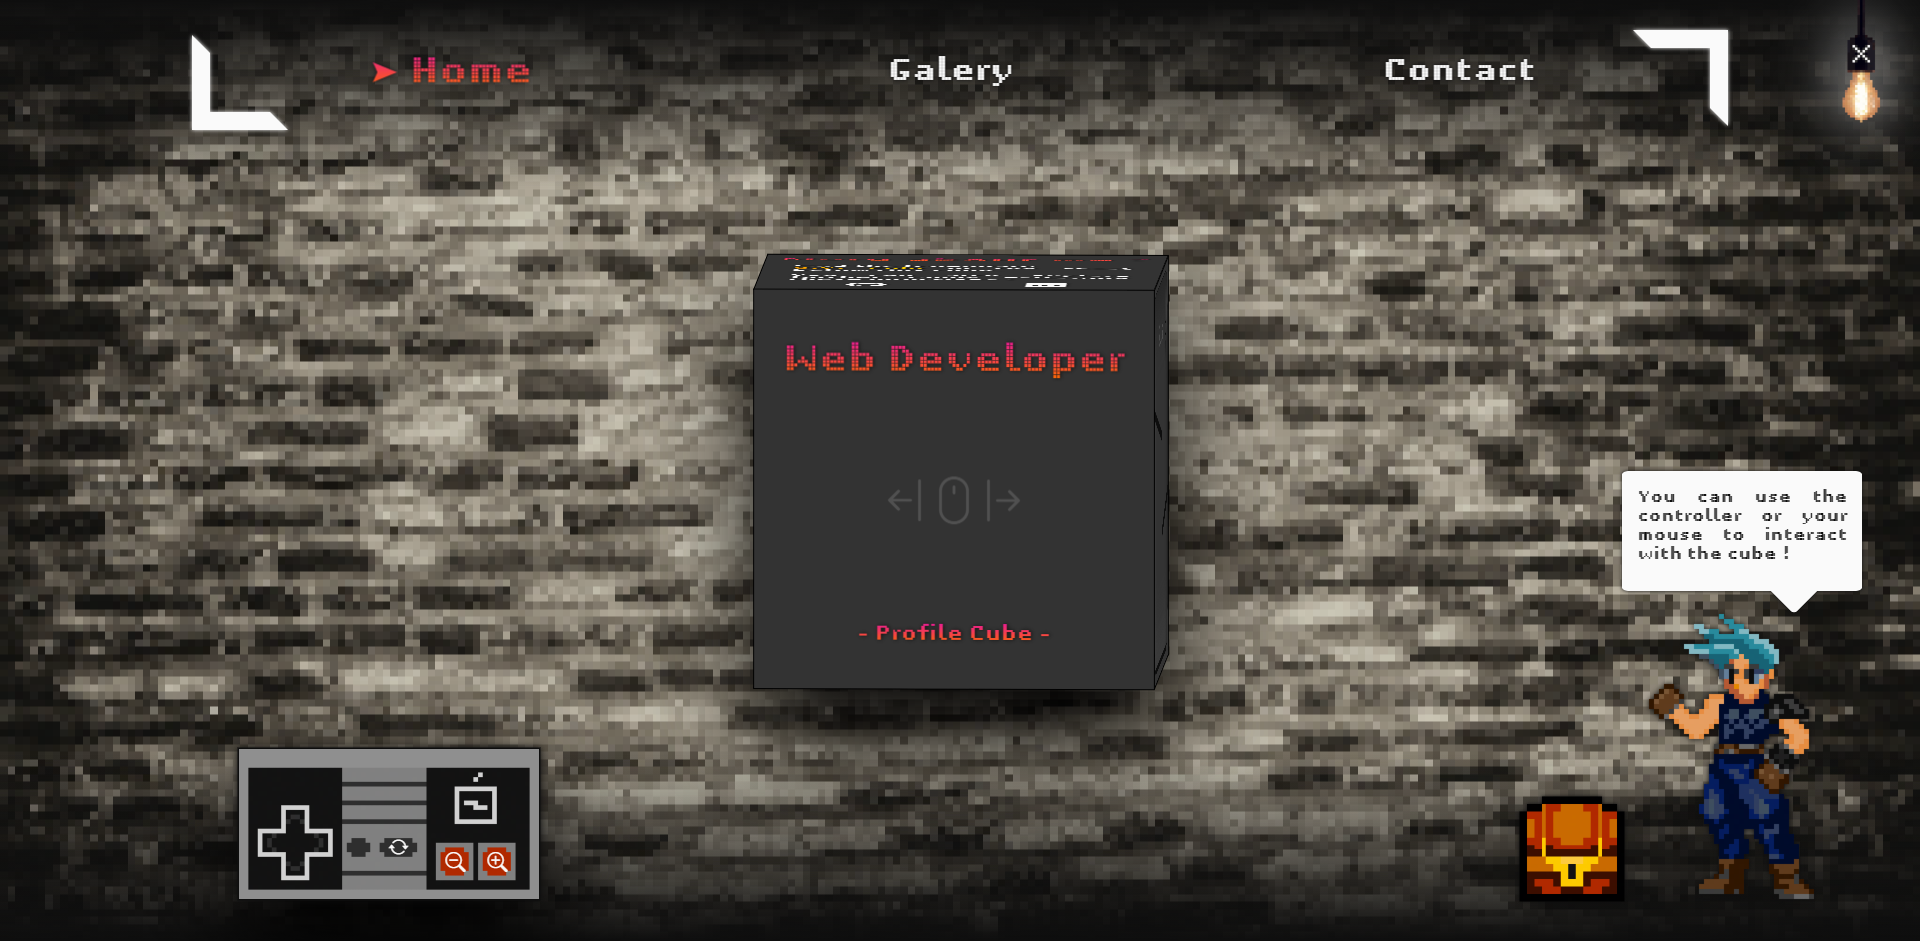 Home
Galery
Contact
Web Developer
- Profile Cube -
You can use the
controller or your
mouse to interact
with the cube !